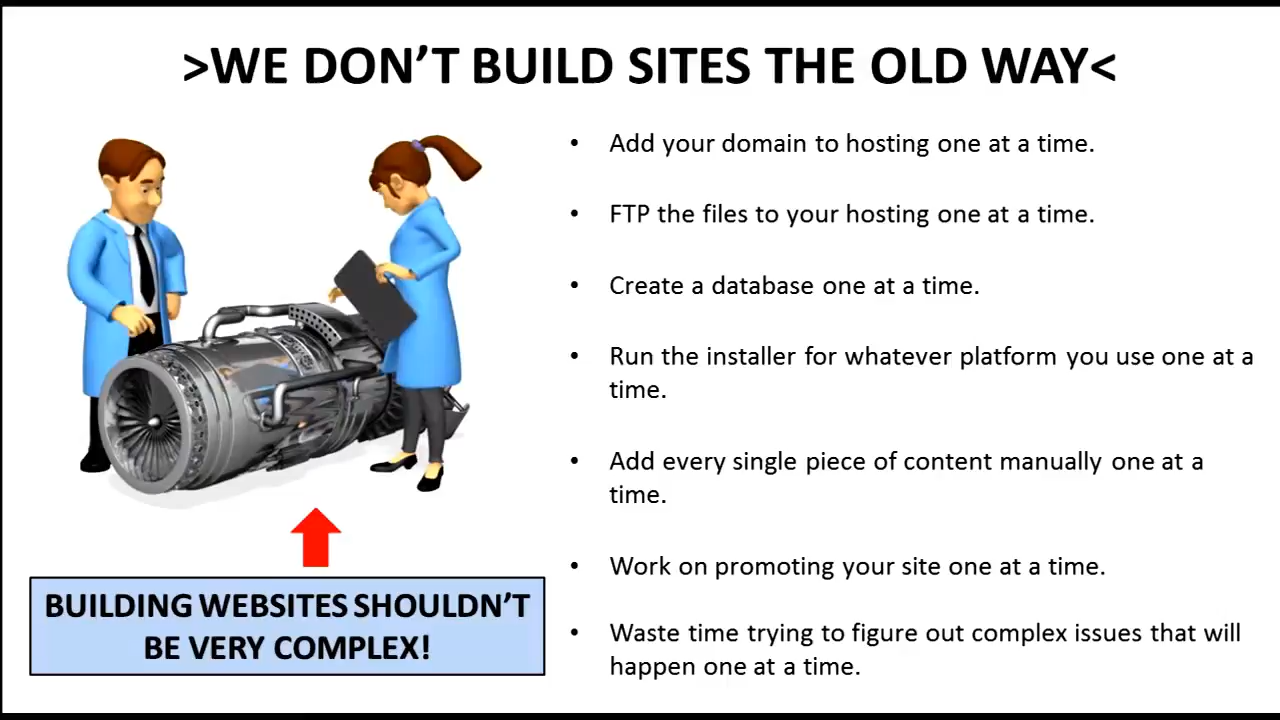 >WE DON’T BUILD SITES THE OLD WAY<
• Add your domain to hosting one at a time.
• FTP the files to your hosting one at a time.
• Create a database one at a time.
• Run the installer for whatever platform you use one at a
time.
• Add every single piece of content manually one at a
time.
• Work on promoting your site one at a time.
• Waste time trying to figure out complex issues that will
happen one at a time.
BUILDING WEBSITES SHOULDN’T
BE VERY COMPLEX!